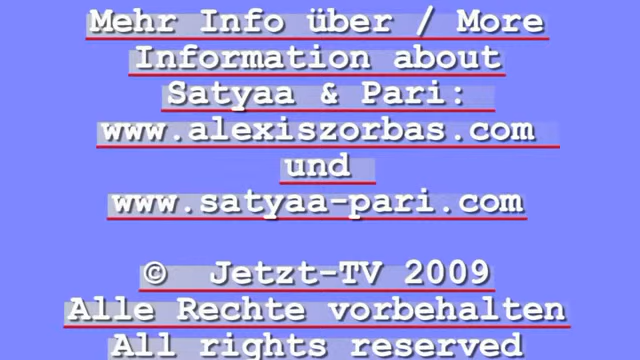 Mehr Info über / More
Information about
Satyaa & Pari:
www.alexiszorbas.com
und
www.satyaa-pari.com
© Jetzt-TV 2009
Alle Rechte vorbehalten
All rights reserved